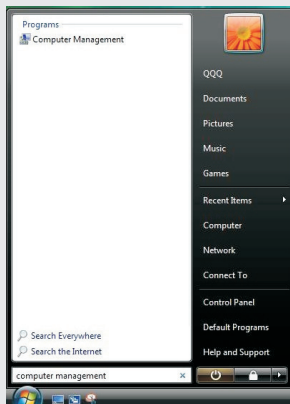 Programs
Computer Management
Search Everywhere
Search the Internet
computer management
QQQ
Documents
Pictures
Music
Games
Recent Items
Computer
Network
Connect To
Control Panel
Default Programs
Help and Support